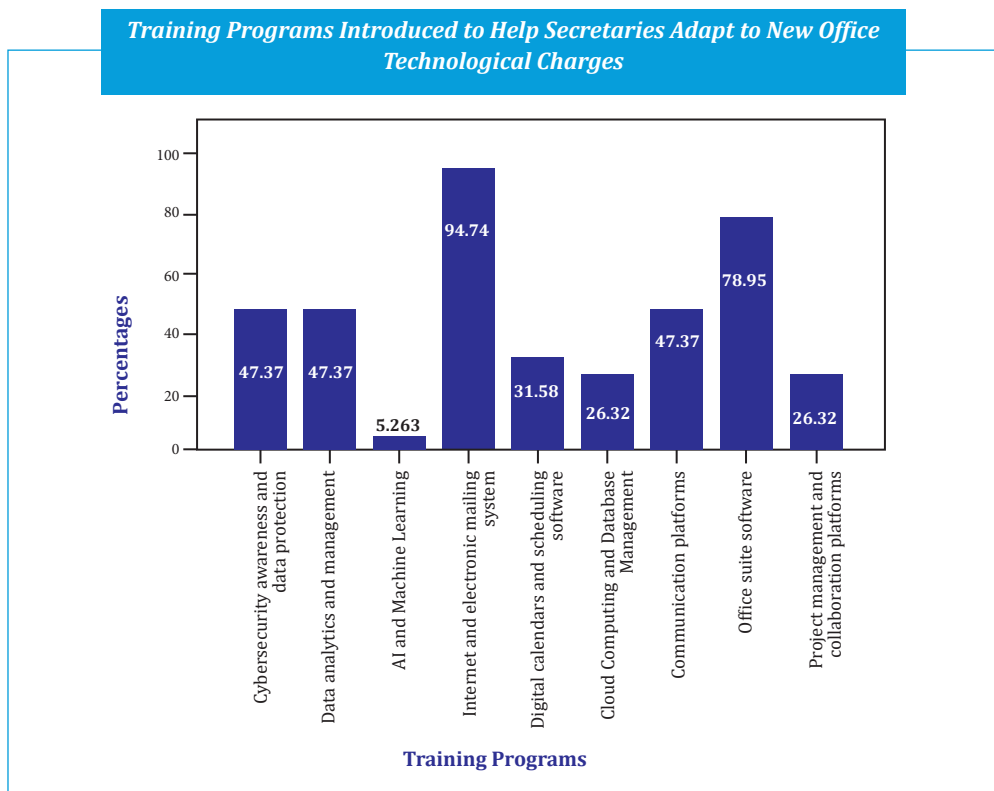 Training Programs Introduced to Help Secretaries Adapt to New Office
Technological Charges
Percentages
100
80
60
40
20
0
47.37
47.37
5.263
94.74
31.58
26.32
47.37
78.95
26.32
Cybersecurity awareness and
data protection
Data analytics and management
AI and Machine Learning
Internet and electronic mailing
system
Digital calendars and scheduling
software
Cloud Computing and Database
Management
Communication platforms
Office suite software
Project management and
collaboration platforms
Training Programs